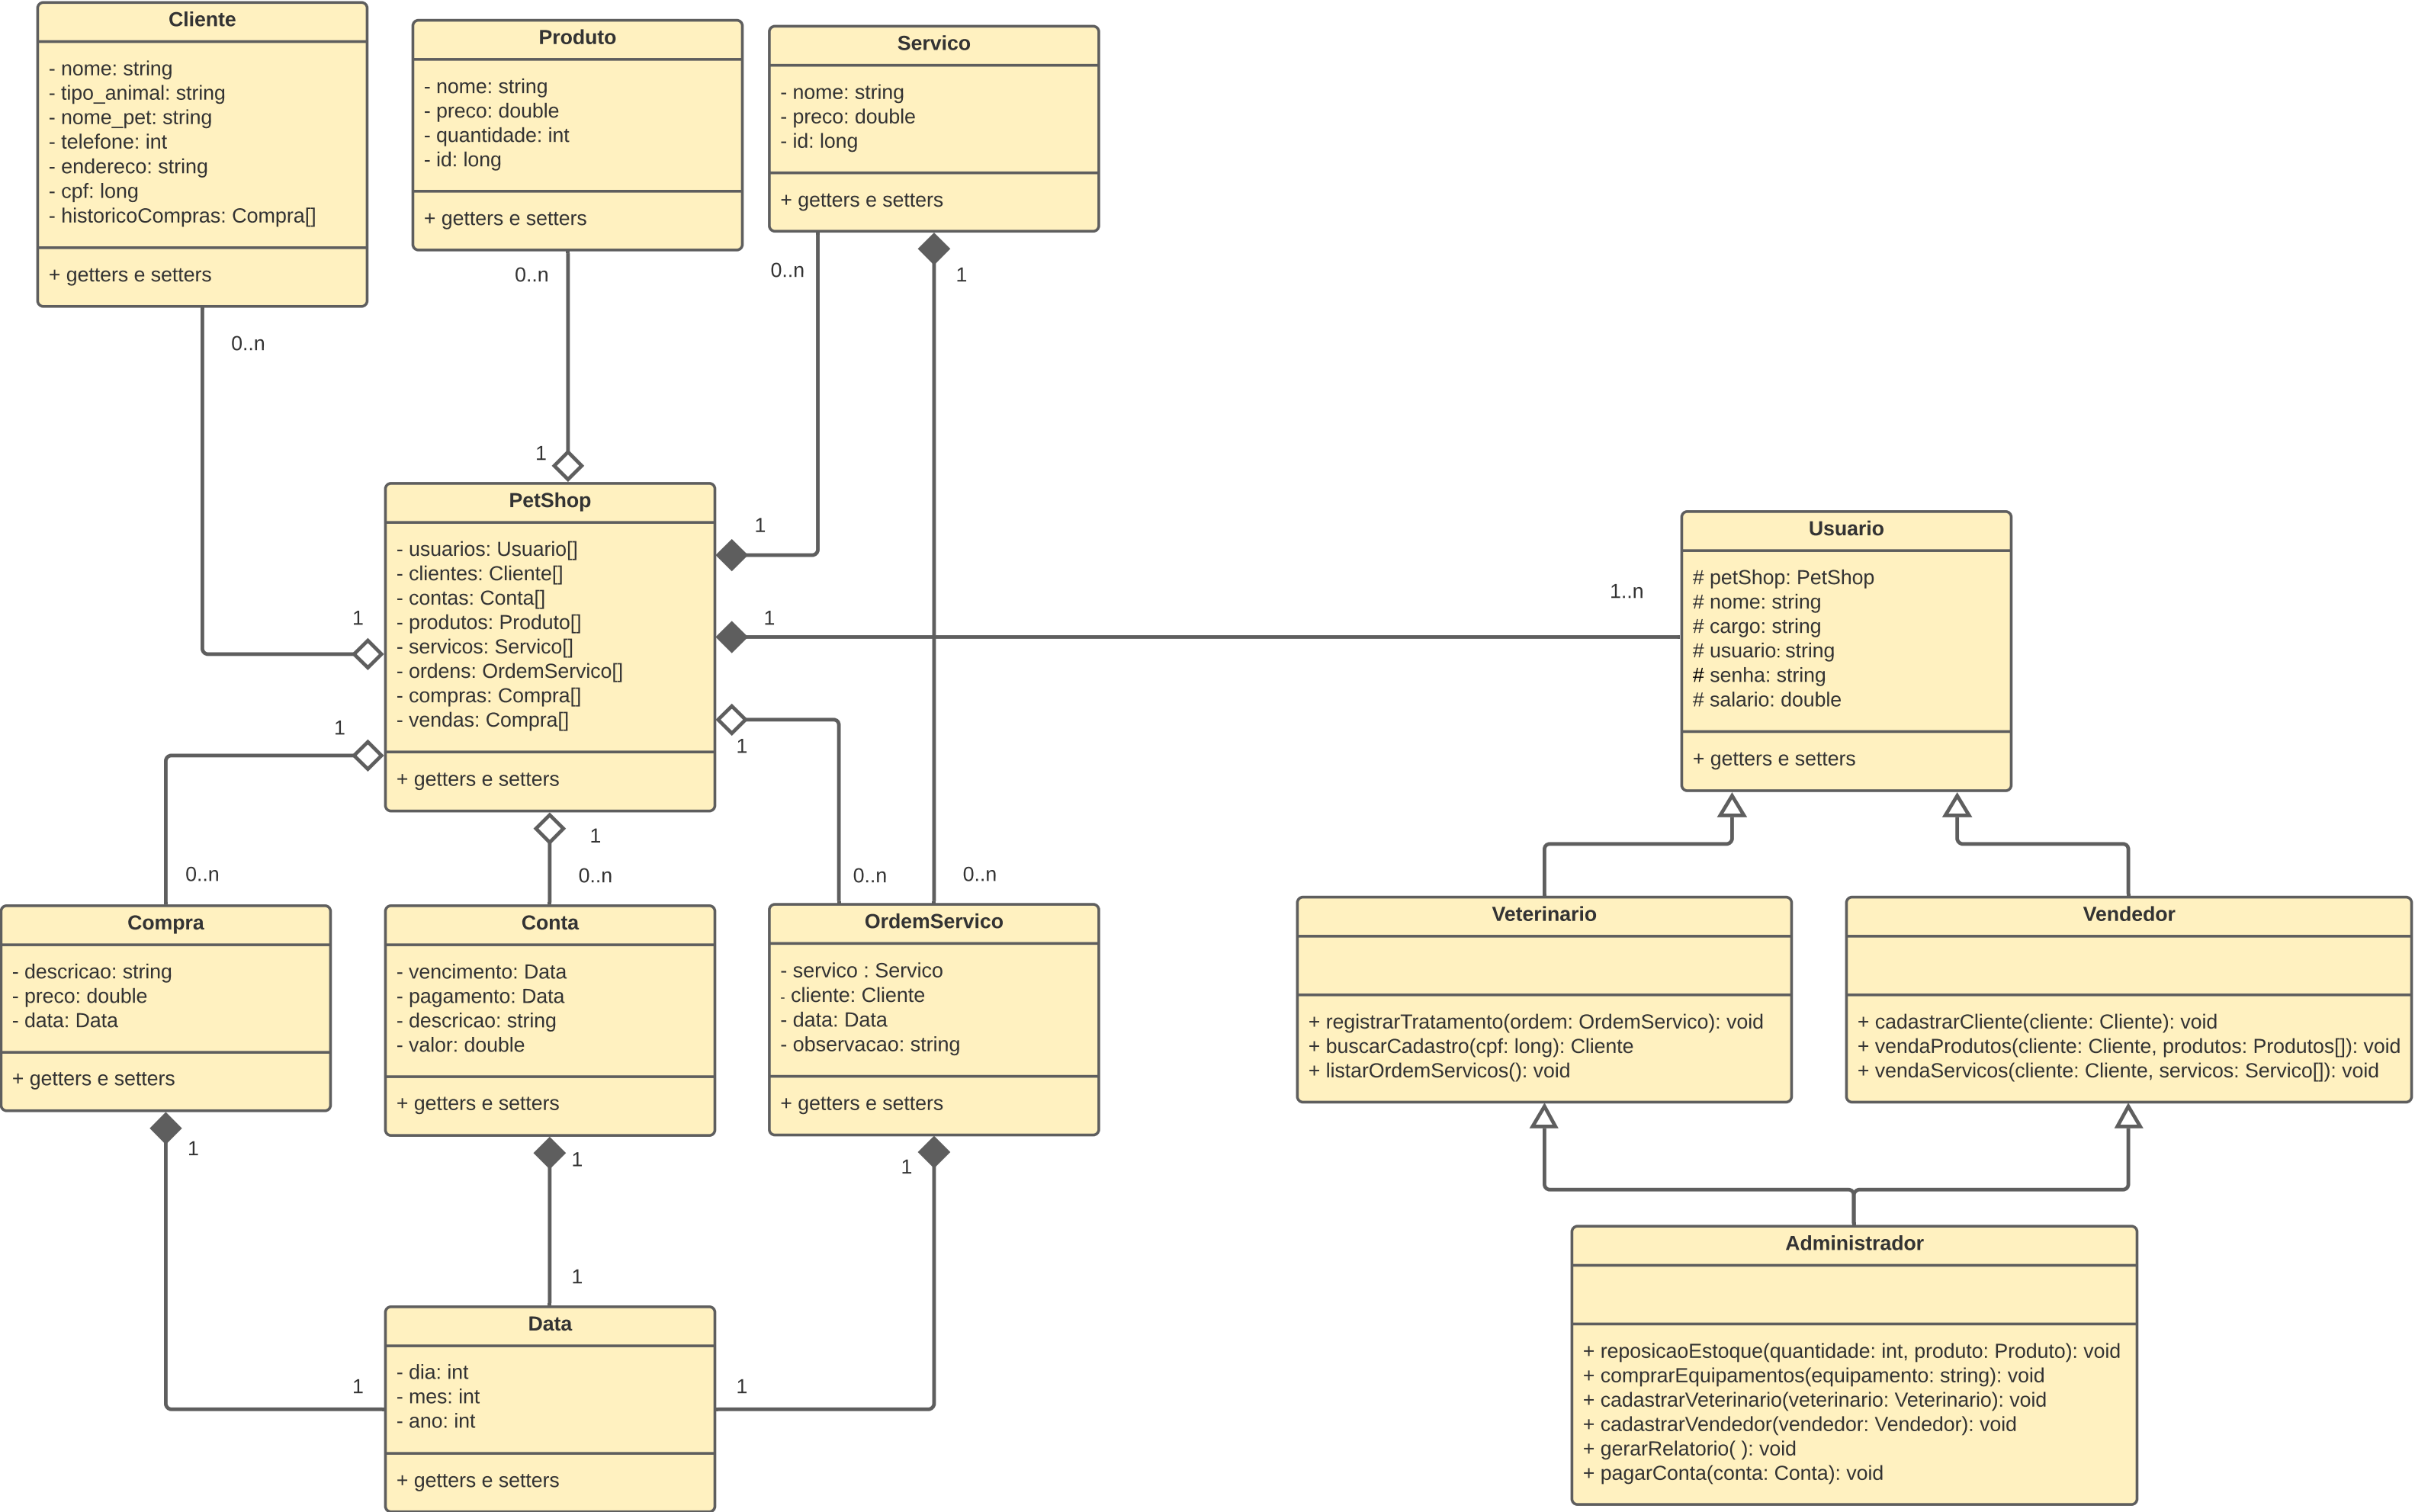 Cliente
- nome: string
- tipo_animal: string
- nome_pet: string
- telefone: int
- endereco: string
- cpf: long
- historicoCompras: Compra[]
+ getters e setters
0..n
1
Produto
- nome: string
- preco: double
- quantidade: int
- id: long
+ getters e setters
0..n
1
Servico
- nome: string
- preco: double
- id: long
+ getters e setters
0..n
1
1
PetShop
- usuarios: Usuario[]
- clientes: Cliente[]
- contas: Conta[]
- produtos: Produto[]
- servicos: Servico[]
- ordens: OrdemServico[]
- compras: Compra[]
- vendas: Compra[]
+ getters e setters
1
1..n
1
1
1
0..n
0..n
0..n
0..n
Usuario
# petShop: PetShop
# nome: string
# cargo: string
# usuario: string
# senha: string
# salario: double
+ getters e setters
Compra
- descricao: string
- preco: double
- data: Data
+ getters e setters
1
1
Conta
- vencimento: Data
- pagamento: Data
- descricao: string
- valor: double
+ getters e setters
1
1
OrdemServico
- servico : Servico
- cliente: Cliente
- data: Data
- observacao: string
+ getters e setters
1
1
Data
- dia: int
- mes: int
- ano: int
+ getters e setters
Veterinario
+ registrarTratamento(ordem: OrdemServico): void
+ buscarCadastro(cpf: long): Cliente
+ listarOrdemServicos(): void
Vendedor
+ cadastrarCliente(cliente: Cliente): void
+ vendaProdutos(cliente: Cliente, produtos: Produtos[]): void
+ vendaServicos(cliente: Cliente, servicos: Servico[]): void
Administrador
+ reposicaoEstoque(quantidade: int, produto: Produto): void
+ comprarEquipamentos(equipamento: string): void
+ cadastrarVeterinario(veterinario: Veterinario): void
+ cadastrarVendedor(vendedor: Vendedor): void
+ gerarRelatorio( ): void
+ pagarConta(conta: Conta): void